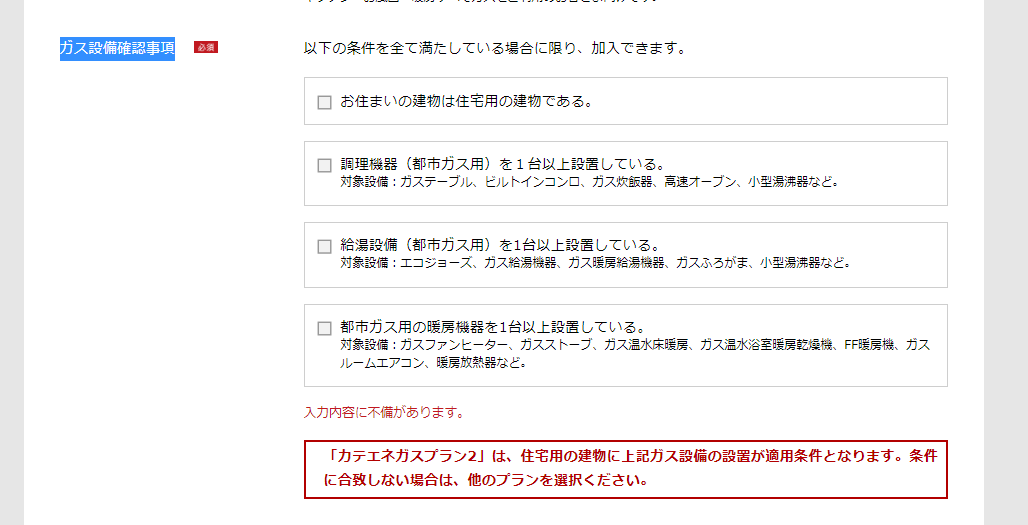 ガス設備確認事項 必須
以下の条件を全て満たしている場合に限り、加入できます。
お住まいの建物は住宅用の建物である。
調理機器（都市ガス用）を１台以上設置している。
対象設備：ガステーブル、ビルトインコンロ、ガス炊飯器、高速オーブン、小型湯沸器など。
給湯設備（都市ガス用）を1台以上設置している。
対象設備：エコジョーズ、ガス給湯機器、ガス暖房給湯機器、ガスふろがま、小型湯沸器など。
都市ガス用の暖房機器を1台以上設置している。
対象設備：ガスファンヒーター、ガスストーブ、ガス温水床暖房、ガス温水浴室暖房乾燥機、FF暖房機、ガス
ルームエアコン、暖房放熱器など。
入力内容に不備があります。
「カテエネガスプラン2」は、住宅用の建物に上記ガス設備の設置が適用条件となります。条件
に合致しない場合は、他のプランを選択ください。